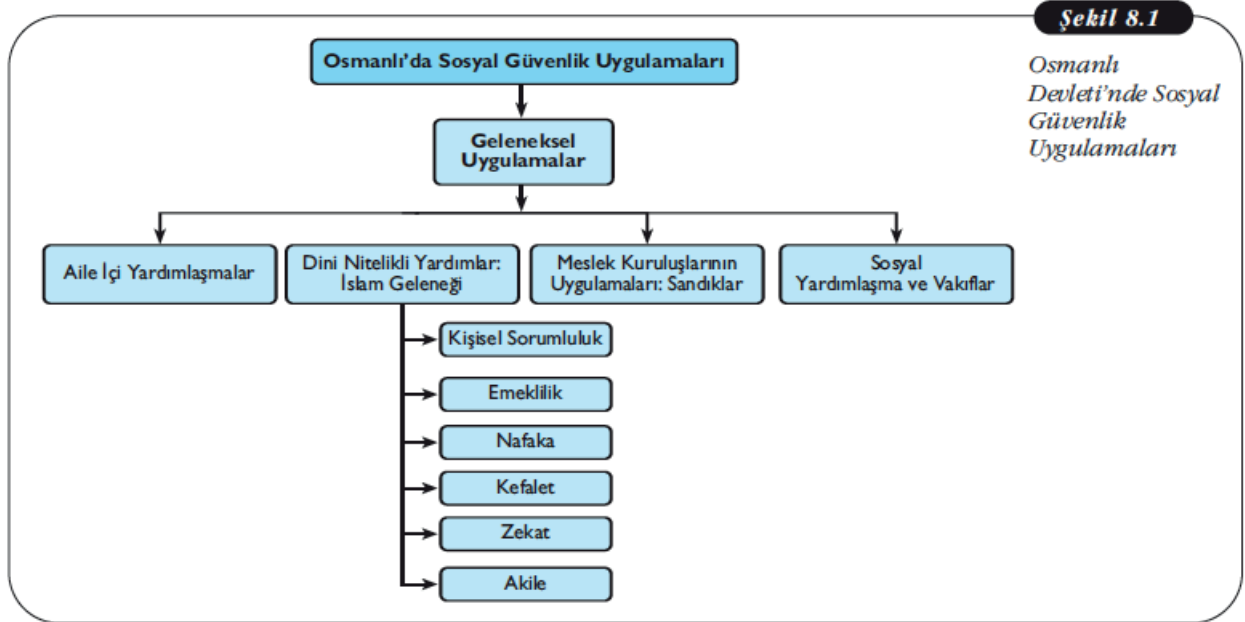 Şekil 8.1
Osmanlı
Devleti'nde Sosyal
Güvenlik
Uygulamaları
Osmanlı'da Sosyal Güvenlik Uygulamaları
Geleneksel
Uygulamalar
Aile İçi Yardımlaşmalar
Dini Nitelikli Yardımlar:
İslam Geleneği
Meslek Kuruluşlarının
Uygulamaları: Sandıklar
Sosyal
Yardımlaşma ve Vakıflar
Kişisel Sorumluluk
Emeklilik
Nafaka
Kefalet
Zekat
Akile